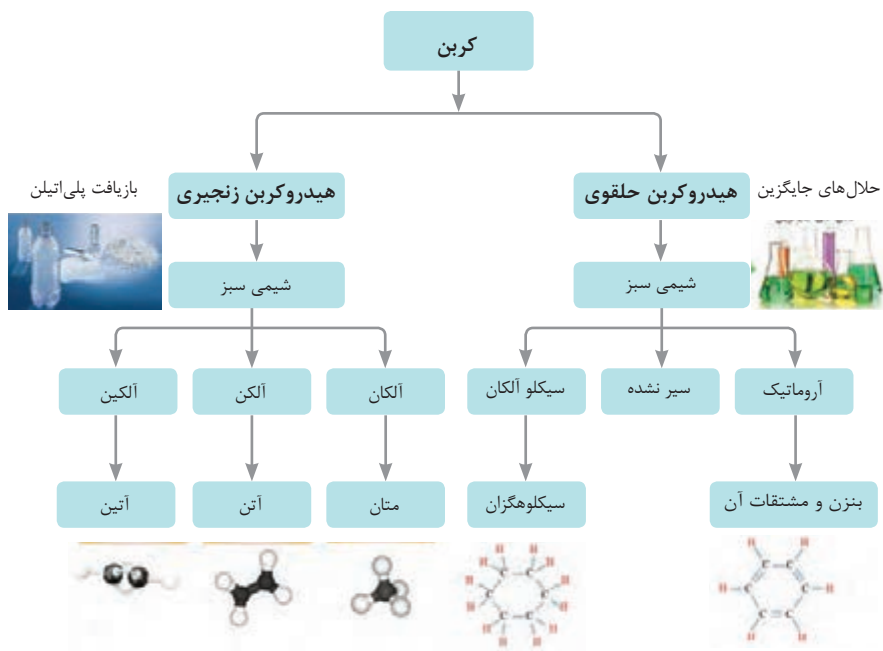 کربن
هیدروکربن حلقوی
هیدروکربن زنجیری
حلال‌های جایگزین
بازیافت پلی‌اتیلن
شیمی سبز
شیمی سبز
آروماتیک
سیر نشده
سیکلو آلکان
آلکان
آلکن
آلکین
بنزن و مشتقات آن
سیکلوهگزان
متان
آتن
آتین
H H H H
H C C H
H C C H
H C C H
H H H H
H H
C C
H C C H
C C
H H